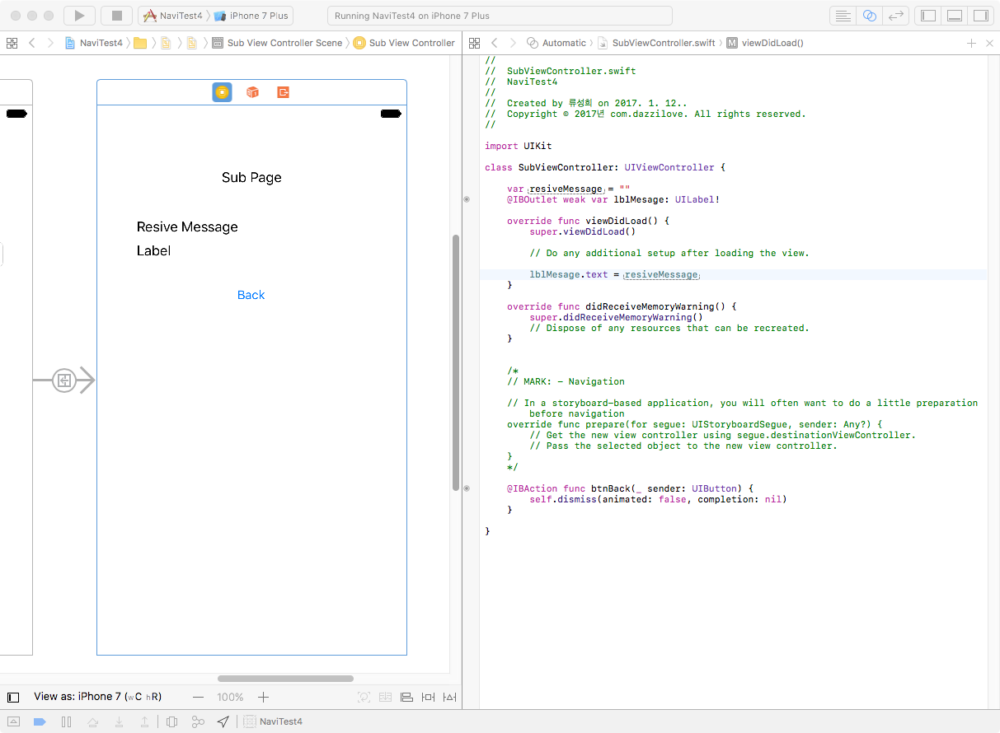 NaviTest4 iPhone 7 Plus
Running NaviTest4 on iPhone 7 Plus
NaviTest4 Sub View Controller Scene Sub View Controller
Automatic SubViewController.swift M viewDidLoad()
Sub Page
Resive Message
Label
Back
//
//  SubViewController.swift
//  NaviTest4
//
//  Created by 류성희 on 2017. 1. 12..
//  Copyright © 2017년 com.dazzilove. All rights reserved.
//
import UIKit
class SubViewController: UIViewController {
    var resiveMessage = ""
    @IBOutlet weak var lblMesage: UILabel!
    override func viewDidLoad() {
        super.viewDidLoad()
        // Do any additional setup after loading the view.
        lblMesage.text = resiveMessage
    }
    override func didReceiveMemoryWarning() {
        super.didReceiveMemoryWarning()
        // Dispose of any resources that can be recreated.
    }
    /*
    // MARK: - Navigation
    // In a storyboard-based application, you will often want to do a little preparation
        before navigation
    override func prepare(for segue: UIStoryboardSegue, sender: Any?) {
        // Get the new view controller using segue.destinationViewController.
        // Pass the selected object to the new view controller.
    }
    */
    @IBAction func btnBack(_ sender: UIButton) {
        self.dismiss(animated: false, completion: nil)
    }
}
View as: iPhone 7 (wC hR) — 100% +
NaviTest4